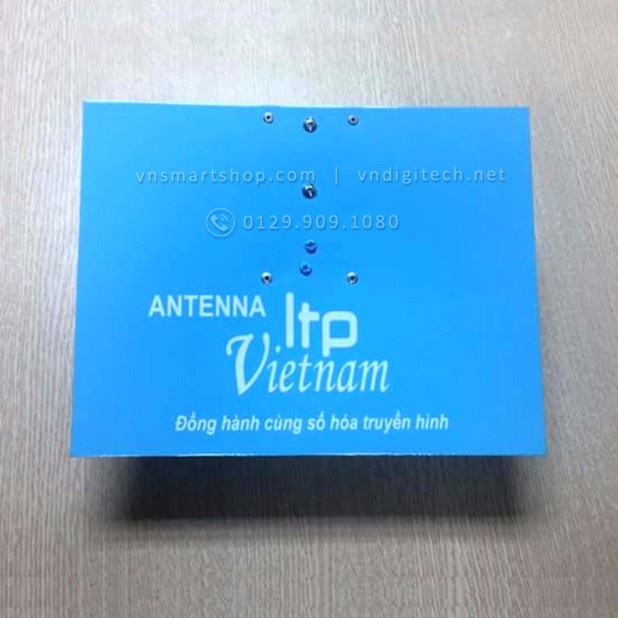 vnsmartshop.com | vndigitech.net
0129.909.1080
ANTENNA ltp
Vietnam
Đồng hành cùng số hóa truyền hình